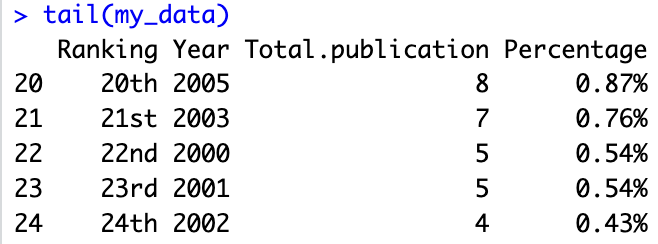 > tail(my_data)
Ranking Year Total.publication Percentage
20 20th 2005 8 0.87%
21 21st 2003 7 0.76%
22 22nd 2000 5 0.54%
23 23rd 2001 5 0.54%
24 24th 2002 4 0.43%